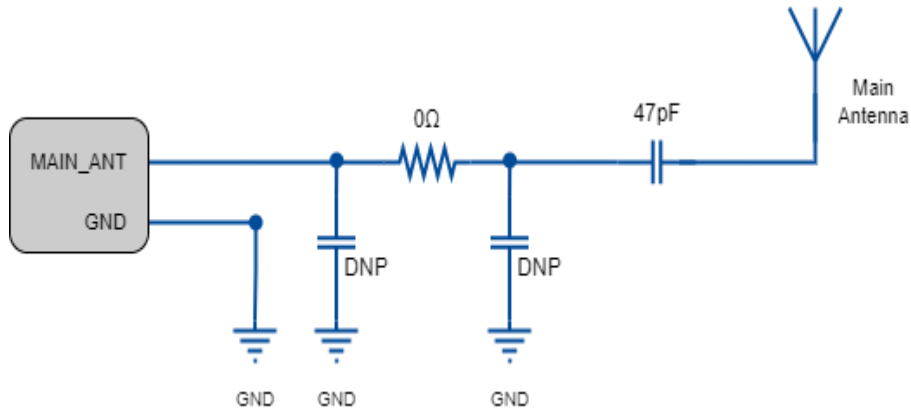 Main
Antenna
0Ω
47pF
MAIN_ANT
GND
DNP
DNP
GND
GND
GND